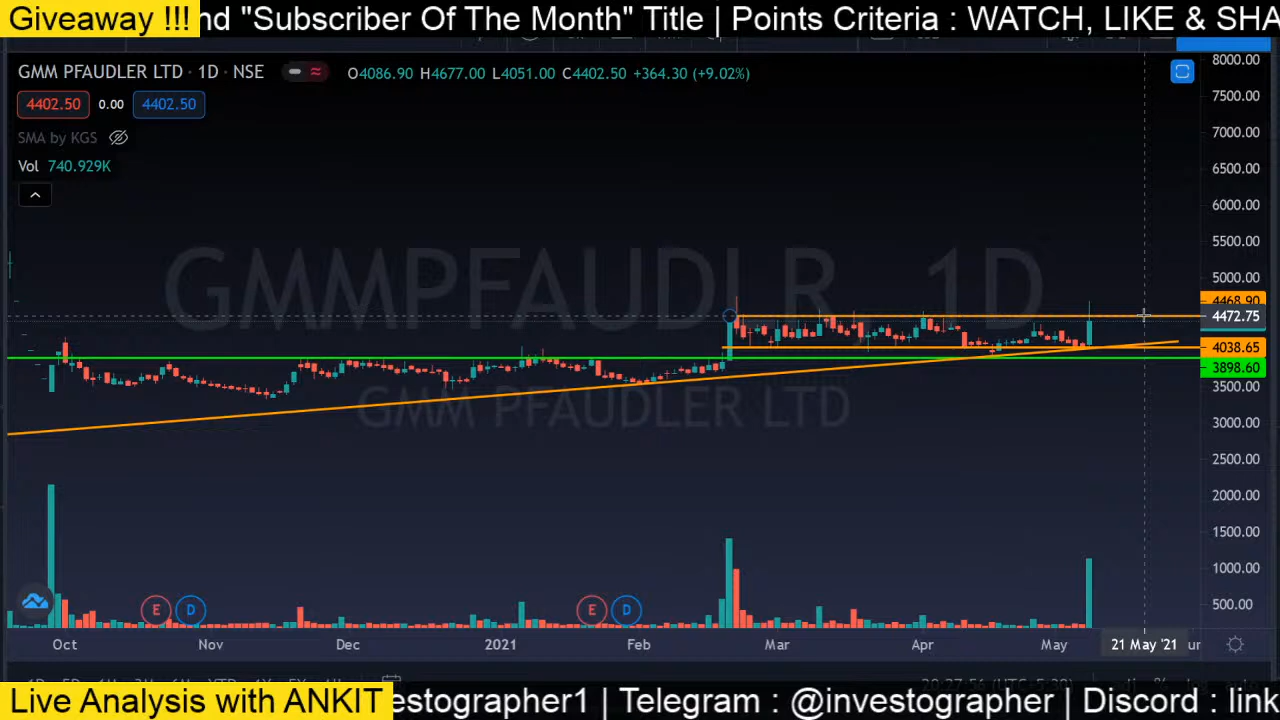 Giveaway !!! nd "Subscriber Of The Month" Title | Points Criteria : WATCH, LIKE & SHA
GMM PFAUDLER LTD · 1D · NSE O4086.90 H4677.00 L4051.00 C4402.50 +364.30 (+9.02%)
4402.50 0.00 4402.50
SMA by KGS
Vol 740.929K
GMMPFAUDLR, 1D
GMM PFAUDLER LTD
8000.00
7500.00
7000.00
6500.00
6000.00
5500.00
5000.00
4468.90
4472.75
4038.65
3898.60
3500.00
3000.00
2500.00
2000.00
1500.00
1000.00
500.00
E D E D
Oct Nov Dec 2021 Feb Mar Apr May 21 May '21 ur
Live Analysis with ANKIT estographer1 | Telegram : @investographer | Discord : link